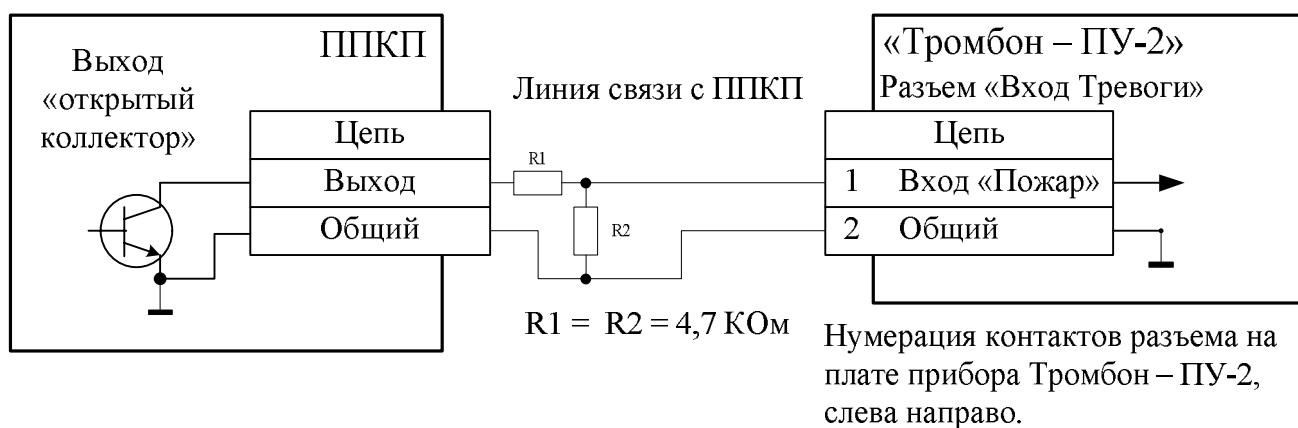 ППКП
Выход
«открытый
коллектор»
Цепь
Выход
Общий
Линия связи с ППКП
R1
R2
R1 = R2 = 4,7 КОм
«Тромбон – ПУ-2»
Разъем «Вход Тревоги»
Цепь
1 Вход «Пожар»
2 Общий
Нумерация контактов разъема на
плате прибора Тромбон – ПУ-2,
слева направо.